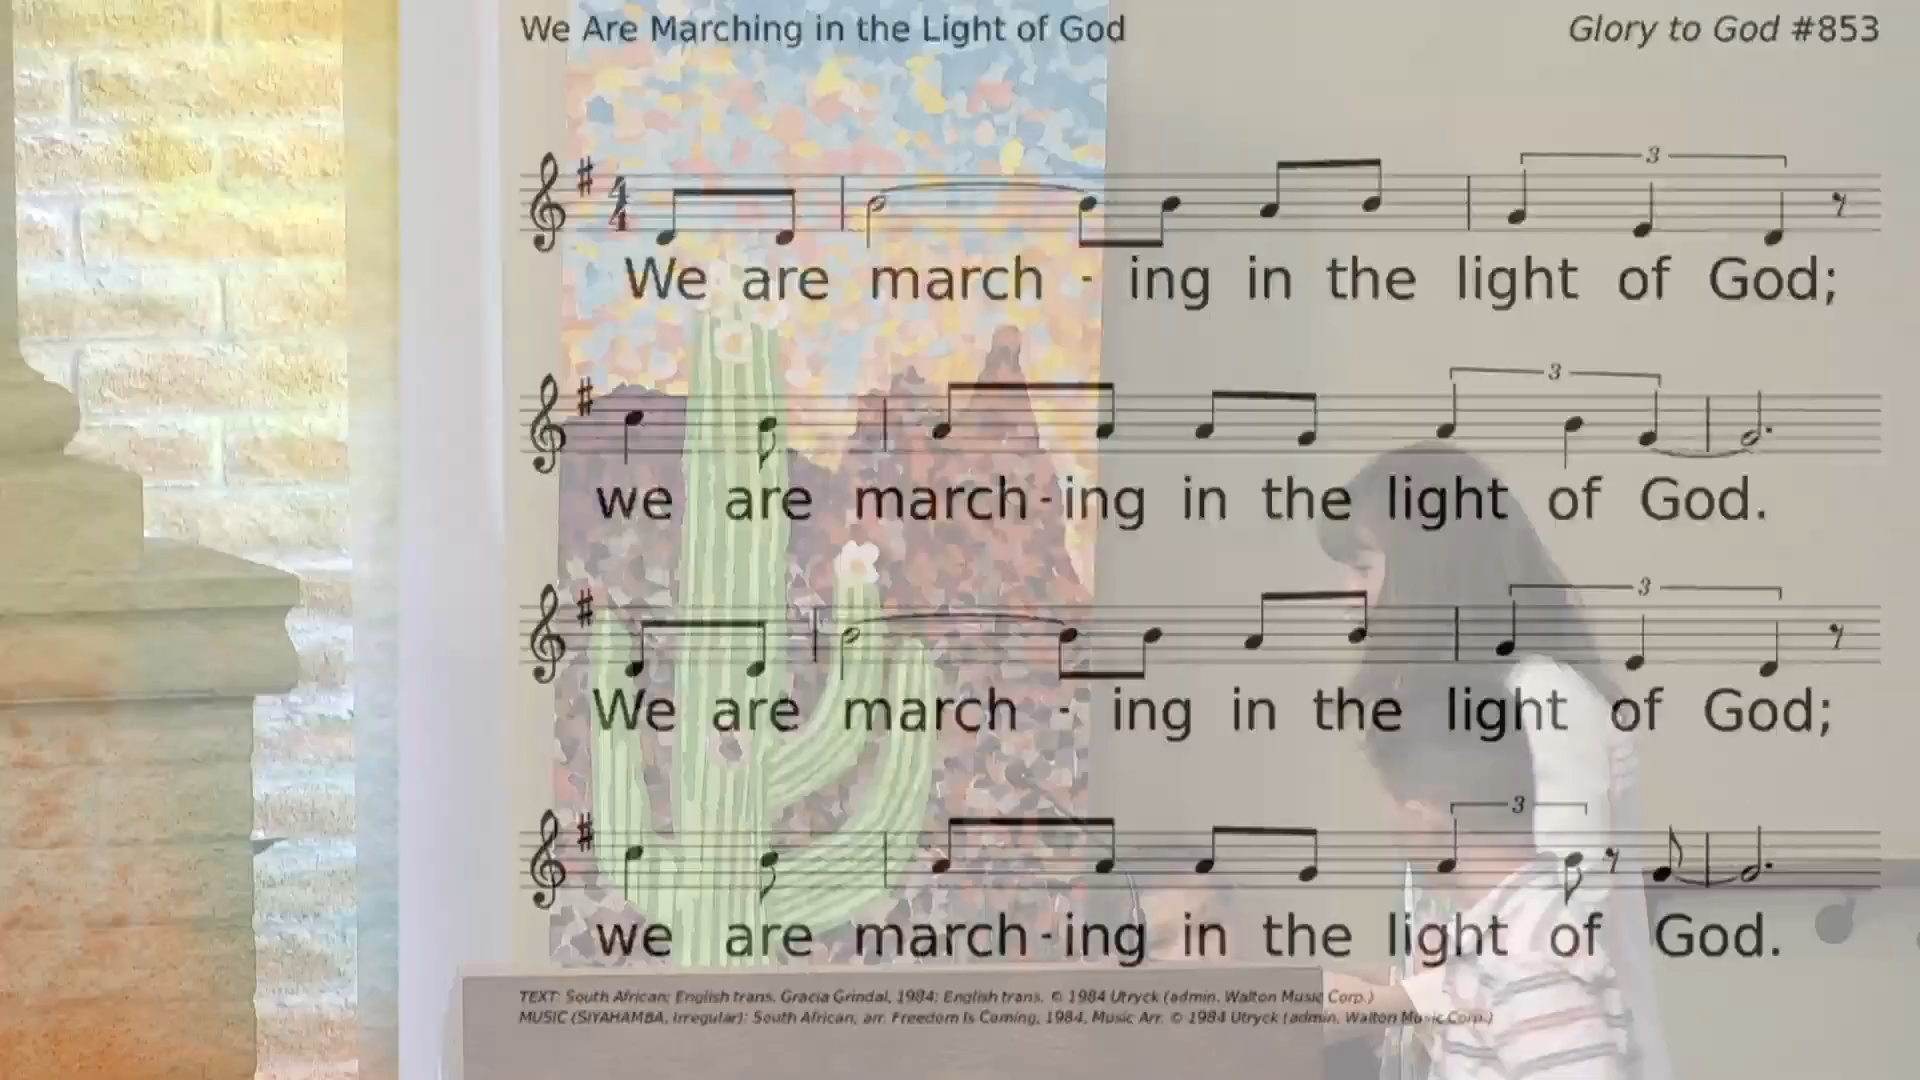 We Are Marching in the Light of God
Glory to God #853
3
We are march - ing in the light of God;
3
we are march-ing in the light of God.
3
We are march - ing in the light of God;
3
we are march-ing in the light of God.
TEXT: South African; English trans. Gracia Grindal, 1984; English trans. © 1984 Utryck (admin. Walton Music Corp.)
MUSIC (SIYAHAMBA, Irregular): South African, arr. Freedom Is Coming, 1984, Music Arr. © 1984 Utryck (admin. Walton Music Corp.)